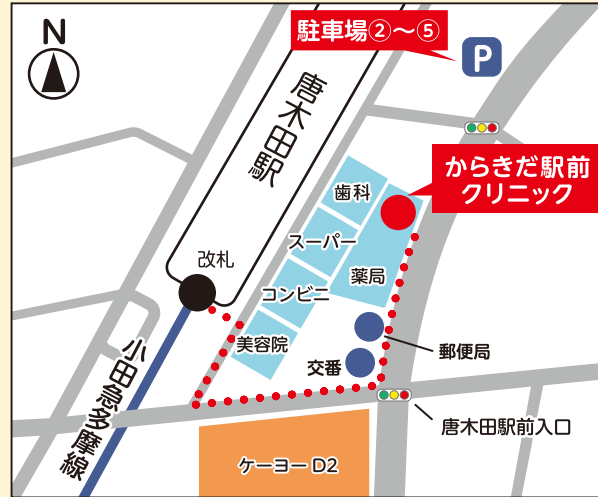 N
駐車場②～⑤
P
唐木田駅
からきだ駅前
クリニック
歯科
スーパー
改札
薬局
コンビニ
美容院
郵便局
交番
小田急多摩線
唐木田駅前入口
ケーヨーD2